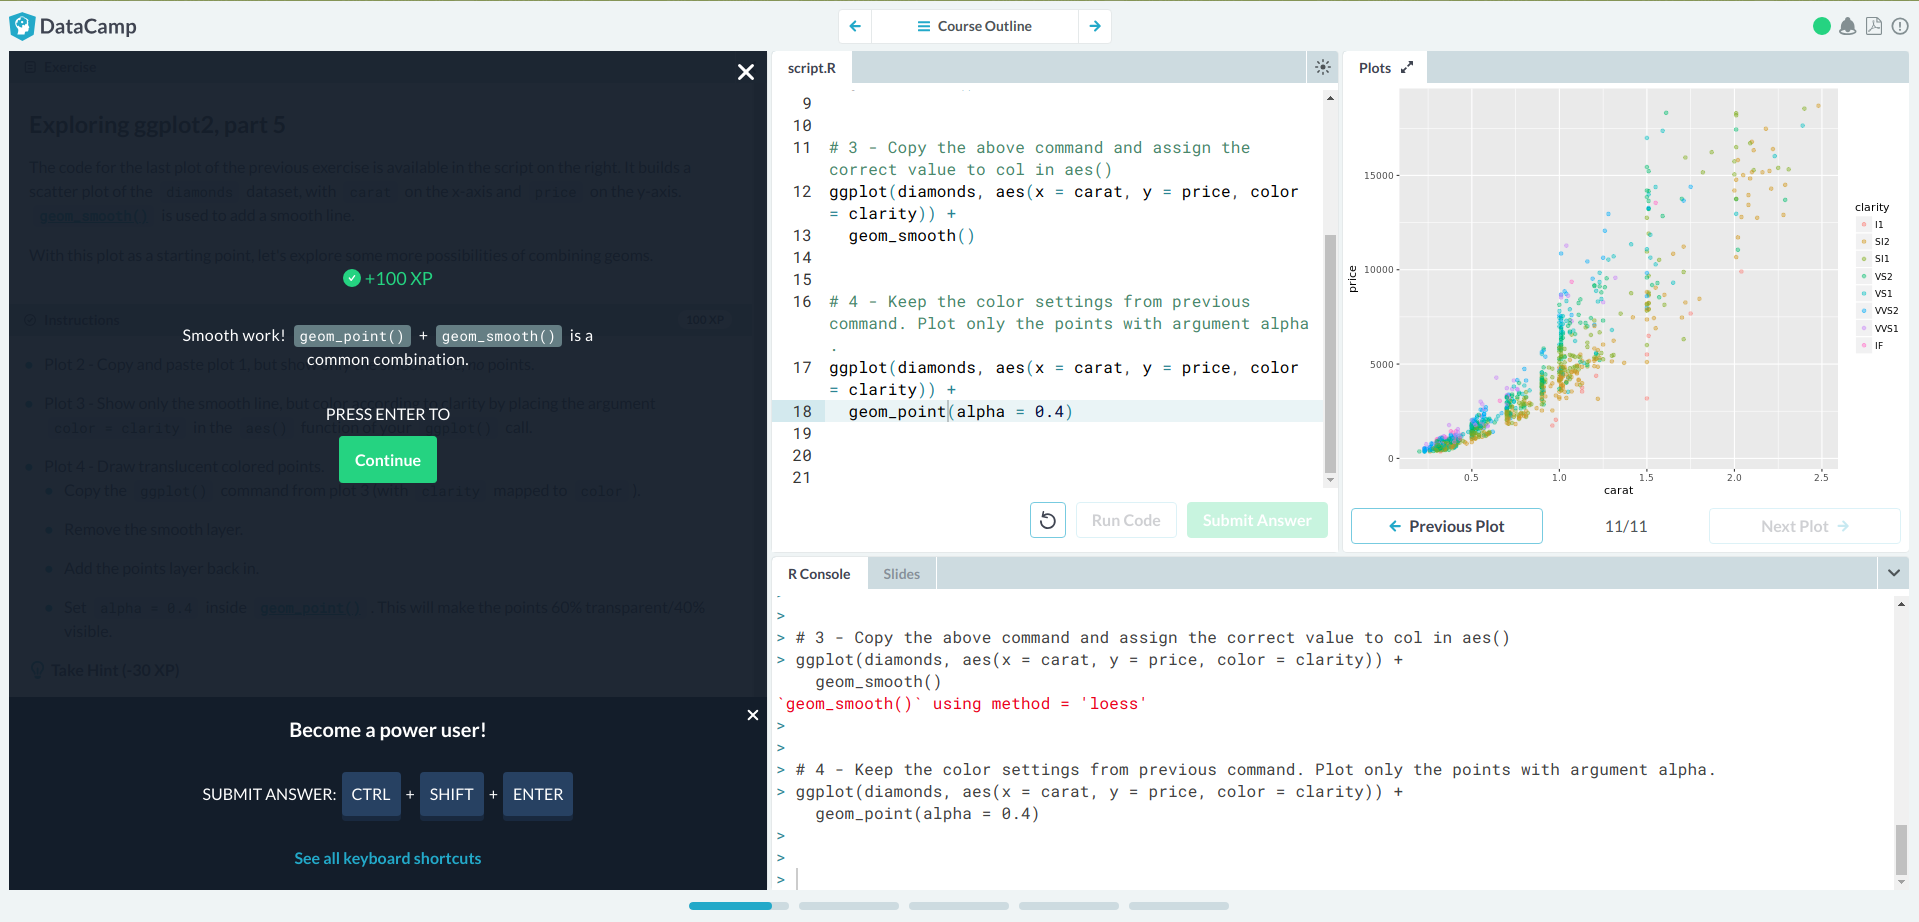 DataCamp
Course Outline
Exercise
Exploring ggplot2, part 5
The code for the last plot of the previous exercise is available in the script on the right. It builds a
scatter plot of the diamonds dataset, with carat on the x-axis and price on the y-axis.
geom_smooth() is used to add a smooth line.
With this plot as a starting point, let's explore some more possibilities of combining geoms.
+100 XP
Instructions
100 XP
Smooth work! geom_point() + geom_smooth() is a
common combination.
Plot 2 - Copy and paste plot 1, but show only the smooth line, no points.
Plot 3 - Show only the smooth line, but color according to clarity by placing the argument
color = clarity in the aes() function of your ggplot() call.
PRESS ENTER TO
Continue
Plot 4 - Draw translucent colored points.
Copy the ggplot() command from plot 3 (with clarity mapped to color).
Remove the smooth layer.
Add the points layer back in.
Set alpha = 0.4 inside geom_point(). This will make the points 60% transparent/40%
visible.
Take Hint (-30 XP)
Become a power user!
SUBMIT ANSWER: CTRL + SHIFT + ENTER
See all keyboard shortcuts
script.R
9
10
11 # 3 - Copy the above command and assign the
correct value to col in aes()
12 ggplot(diamonds, aes(x = carat, y = price, color
= clarity)) +
13 geom_smooth()
14
15
16 # 4 - Keep the color settings from previous
command. Plot only the points with argument alpha
.
17 ggplot(diamonds, aes(x = carat, y = price, color
= clarity)) +
18 geom_point(alpha = 0.4)
19
20
21
Run Code
Submit Answer
Plots
15000
10000
5000
0
price
0.5 1.0 1.5 2.0 2.5
carat
clarity
I1
SI2
SI1
VS2
VS1
VVS2
VVS1
IF
Previous Plot
11/11
Next Plot
R Console
Slides
>
> # 3 - Copy the above command and assign the correct value to col in aes()
> ggplot(diamonds, aes(x = carat, y = price, color = clarity)) +
geom_smooth()
`geom_smooth()` using method = 'loess'
>
>
> # 4 - Keep the color settings from previous command. Plot only the points with argument alpha.
> ggplot(diamonds, aes(x = carat, y = price, color = clarity)) +
geom_point(alpha = 0.4)
>
>
>